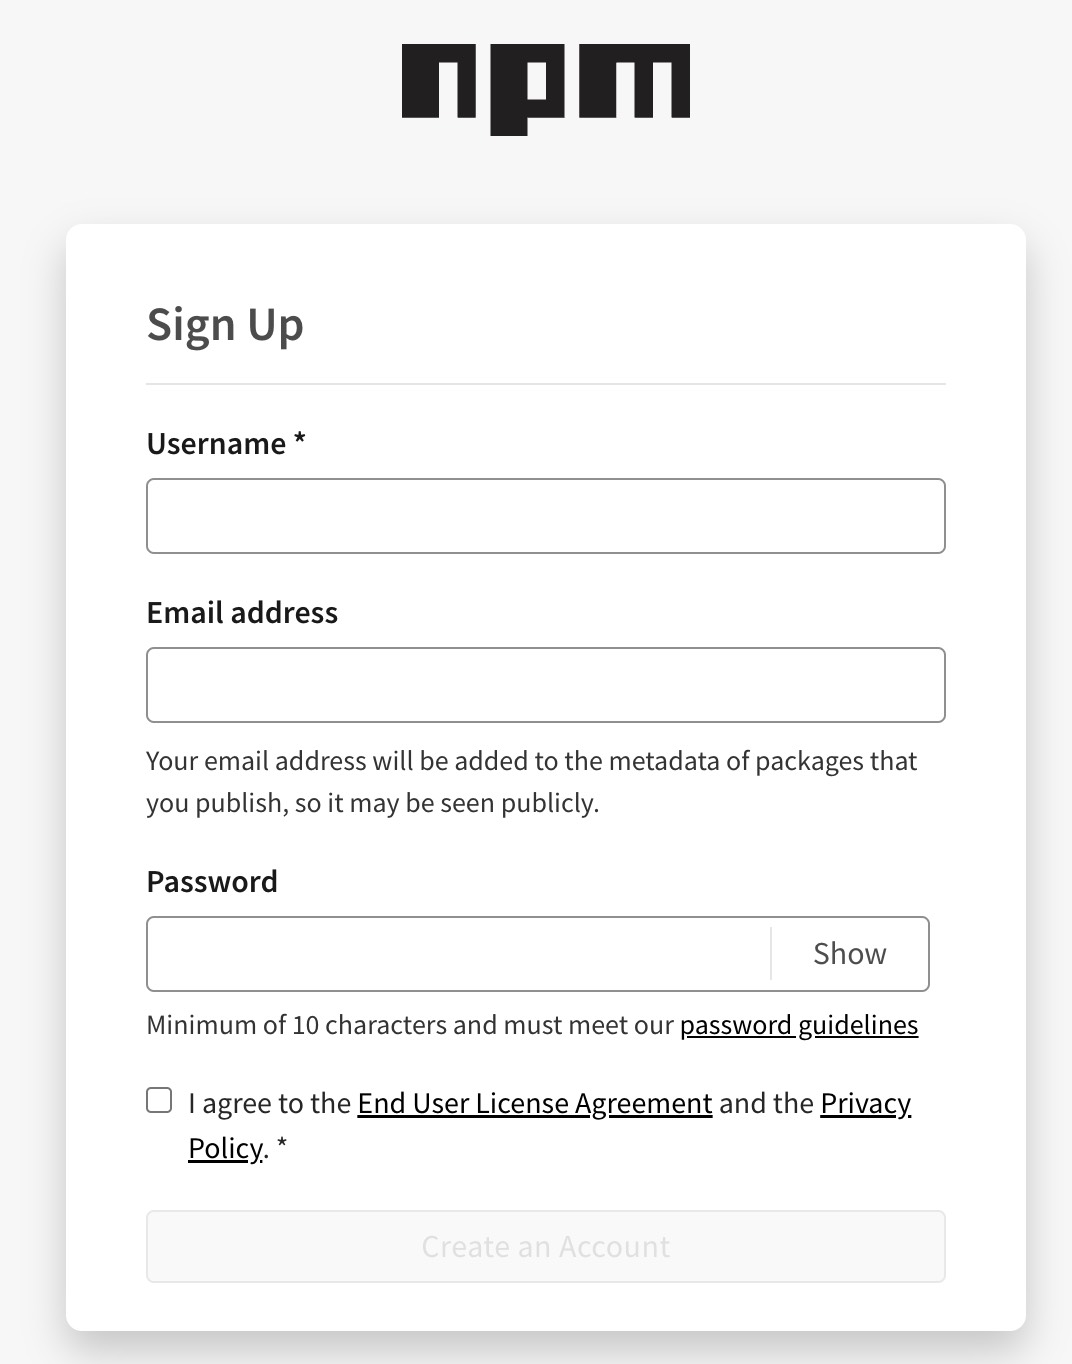 npm
Sign Up
Username *
Email address
Your email address will be added to the metadata of packages that
you publish, so it may be seen publicly.
Password
Show
Minimum of 10 characters and must meet our password guidelines
I agree to the End User License Agreement and the Privacy
Policy. *
Create an Account